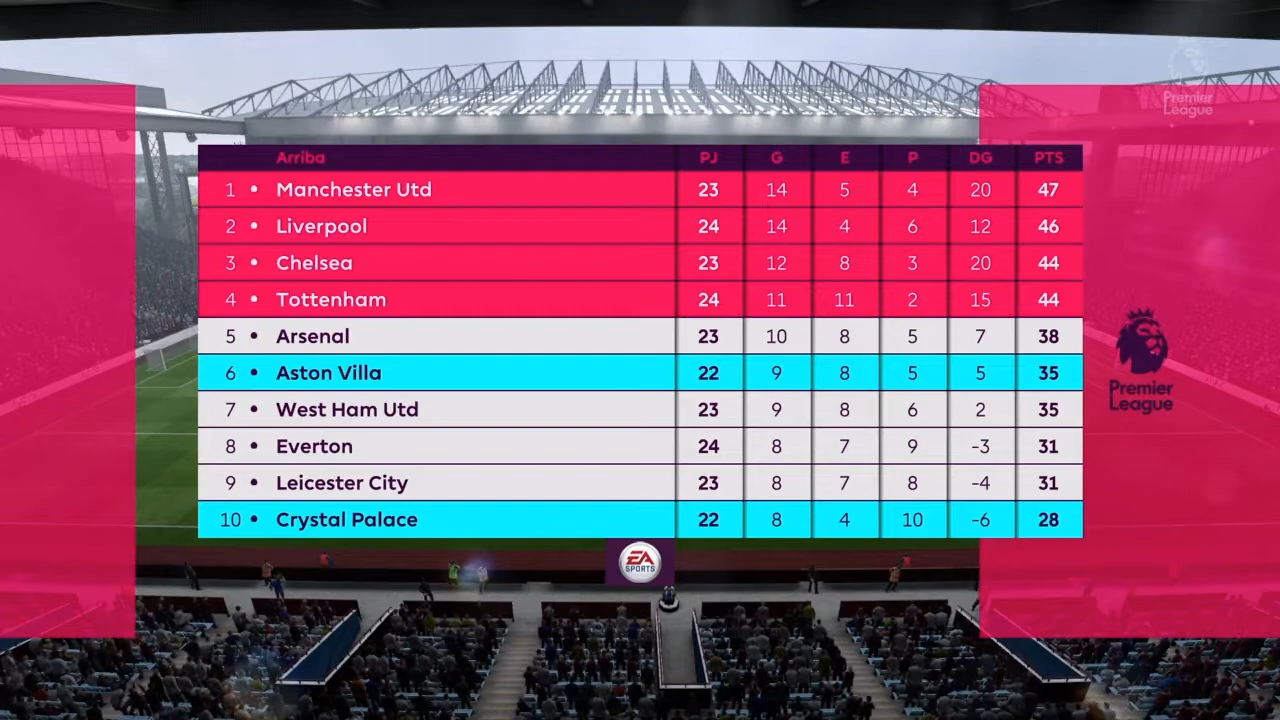 Premier
League
Arriba PJ G E P DG PTS
1 • Manchester Utd 23 14 5 4 20 47
2 • Liverpool 24 14 4 6 12 46
3 • Chelsea 23 12 8 3 20 44
4 • Tottenham 24 11 11 2 15 44
5 • Arsenal 23 10 8 5 7 38
6 • Aston Villa 22 9 8 5 5 35
7 • West Ham Utd 23 9 8 6 2 35
8 • Everton 24 8 7 9 -3 31
9 • Leicester City 23 8 7 8 -4 31
10 • Crystal Palace 22 8 4 10 -6 28
Premier
League
EA
SPORTS